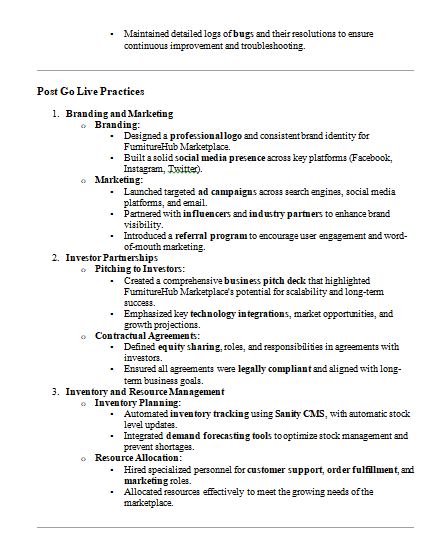 ▪ Maintained detailed logs of bugs and their resolutions to ensure
continuous improvement and troubleshooting.
Post Go Live Practices
1. Branding and Marketing
o Branding:
▪ Designed a professional logo and consistent brand identity for
FurnitureHub Marketplace.
▪ Built a solid social media presence across key platforms (Facebook,
Instagram, Twitter).
o Marketing:
▪ Launched targeted ad campaigns across search engines, social media
platforms, and email.
▪ Partnered with influencers and industry partners to enhance brand
visibility.
▪ Introduced a referral program to encourage user engagement and word-
of-mouth marketing.
2. Investor Partnerships
o Pitching to Investors:
▪ Created a comprehensive business pitch deck that highlighted
FurnitureHub Marketplace's potential for scalability and long-term
success.
▪ Emphasized key technology integrations, market opportunities, and
growth projections.
o Contractual Agreements:
▪ Defined equity sharing, roles, and responsibilities in agreements with
investors.
▪ Ensured all agreements were legally compliant and aligned with long-
term business goals.
3. Inventory and Resource Management
o Inventory Planning:
▪ Automated inventory tracking using Sanity CMS, with automatic stock
level updates.
▪ Integrated demand forecasting tools to optimize stock management and
prevent shortages.
o Resource Allocation:
▪ Hired specialized personnel for customer support, order fulfillment, and
marketing roles.
▪ Allocated resources effectively to meet the growing needs of the
marketplace.